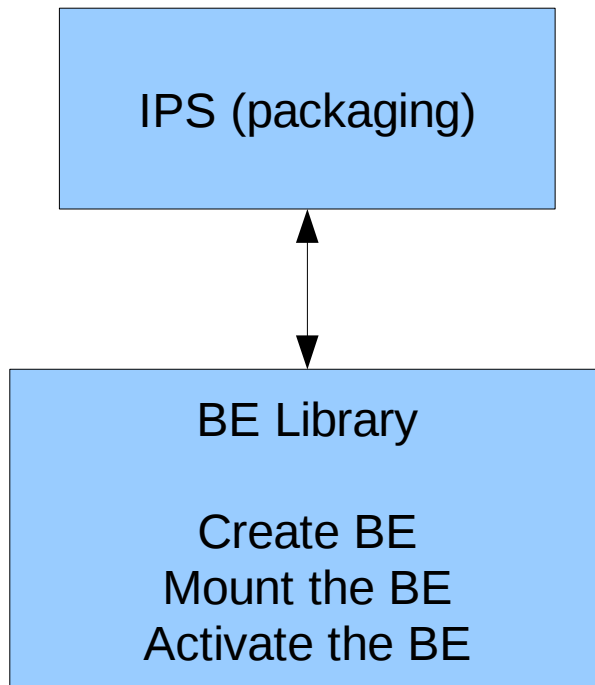 IPS (packaging)
BE Library
Create BE
Mount the BE
Activate the BE